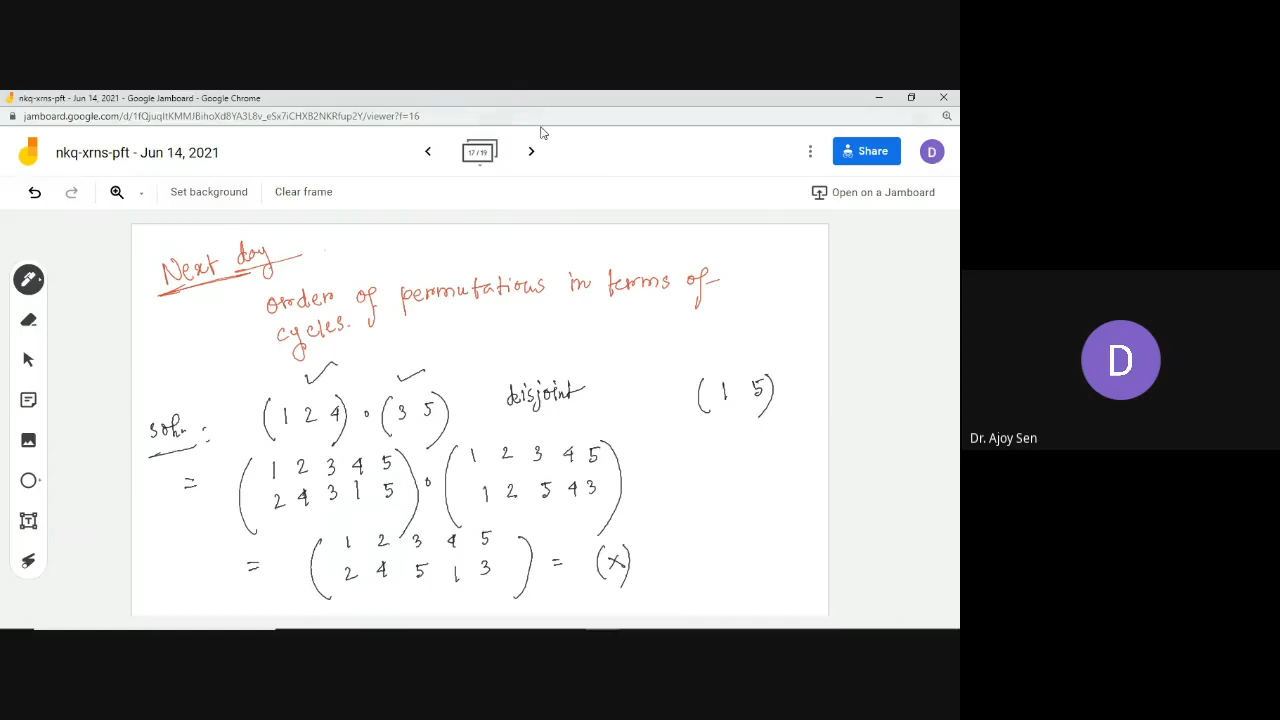 nkq-xrns-pft - Jun 14, 2021 - Google Jamboard - Google Chrome
jamboard.google.com/d/1fQjuqItKMMJBihoXd8YA3L8v_eSx7iCHXB2NKRfup2Y/viewer?f=16
nkq-xrns-pft - Jun 14, 2021
17 / 19
Share
D
Set background
Clear frame
Open on a Jamboard
Next day
order of permutations in terms of
cycles.
Soln : (1 2 4) ∘ (3 5) disjoint (1 5)
= (1 2 3 4 5) ∘ (1 2 3 4 5)
(2 4 3 1 5) (1 2 5 4 3)
= (1 2 3 4 5) = (x)
(2 4 5 1 3)
D
Dr. Ajoy Sen